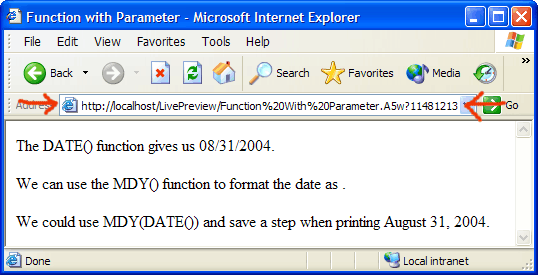 Function with Parameter - Microsoft Internet Explorer
File Edit View Favorites Tools Help
Back Search Favorites Media
Address http://localhost/LivePreview/Function%20With%20Parameter.A5w?11481213 Go
The DATE() function gives us 08/31/2004.
We can use the MDY() function to format the date as .
We could use MDY(DATE()) and save a step when printing August 31, 2004.
Done Local intranet